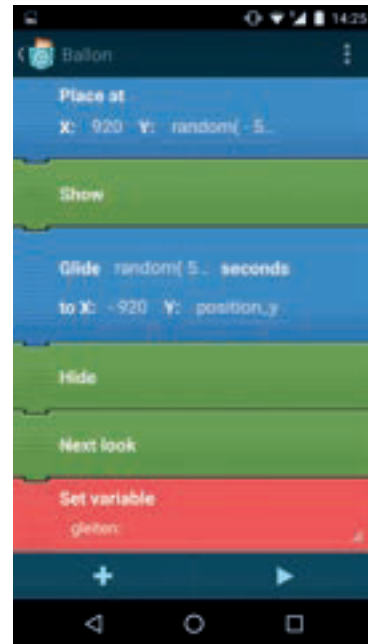 14:25
Ballon
Place at
X: 920 Y: random( - 5...
Show
Glide random( 5... seconds
to X: - 920 Y: position_y
Hide
Next look
Set variable
gleiten: